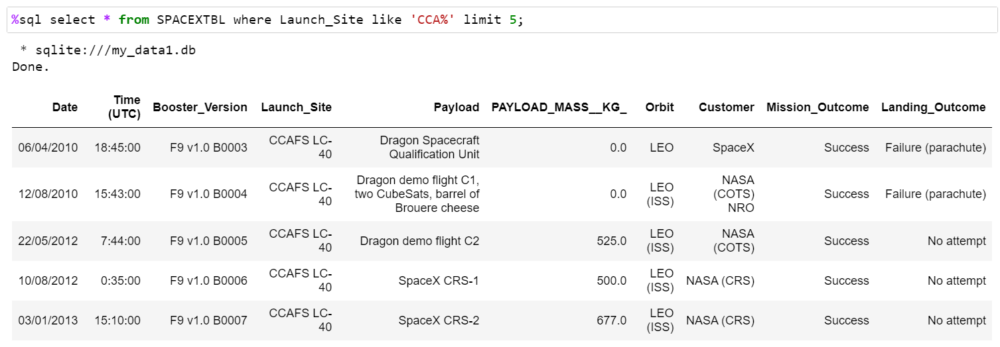 %sql select * from SPACEXTBL where Launch_Site like 'CCA%' limit 5;
* sqlite:///my_data1.db
Done.
Date Time (UTC) Booster_Version Launch_Site Payload PAYLOAD_MASS__KG_ Orbit Customer Mission_Outcome Landing_Outcome
06/04/2010 18:45:00 F9 v1.0 B0003 CCAFS LC-40 Dragon Spacecraft Qualification Unit 0.0 LEO SpaceX Success Failure (parachute)
12/08/2010 15:43:00 F9 v1.0 B0004 CCAFS LC-40 Dragon demo flight C1, two CubeSats, barrel of Brouere cheese 0.0 LEO (ISS) NASA (COTS) NRO Success Failure (parachute)
22/05/2012 7:44:00 F9 v1.0 B0005 CCAFS LC-40 Dragon demo flight C2 525.0 LEO (ISS) NASA (COTS) Success No attempt
10/08/2012 0:35:00 F9 v1.0 B0006 CCAFS LC-40 SpaceX CRS-1 500.0 LEO (ISS) NASA (CRS) Success No attempt
03/01/2013 15:10:00 F9 v1.0 B0007 CCAFS LC-40 SpaceX CRS-2 677.0 LEO (ISS) NASA (CRS) Success No attempt